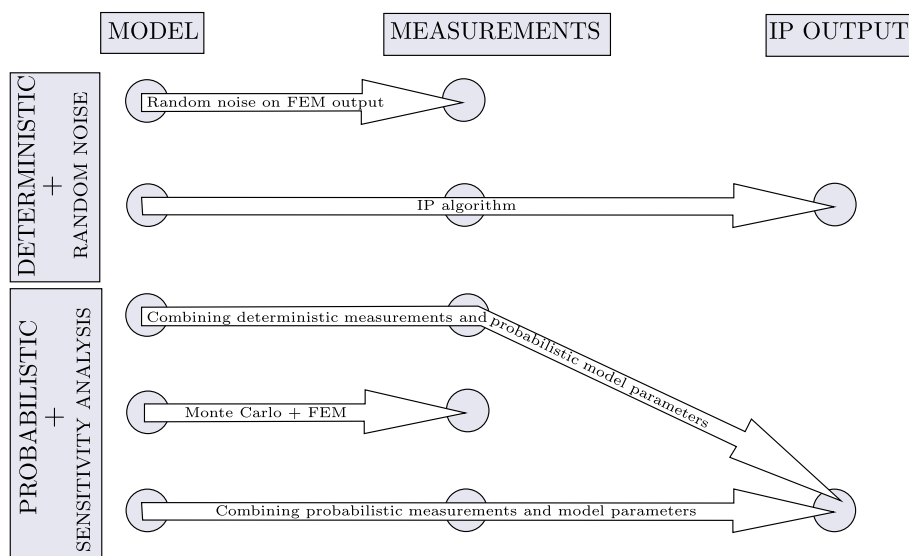 MODEL
MEASUREMENTS
IP OUTPUT
DETERMINISTIC
+
RANDOM NOISE
Random noise on FEM output
IP algorithm
PROBABILISTIC
+
SENSITIVITY ANALYSIS
Combining deterministic measurements and probabilistic model parameters
Monte Carlo + FEM
Combining probabilistic measurements and model parameters